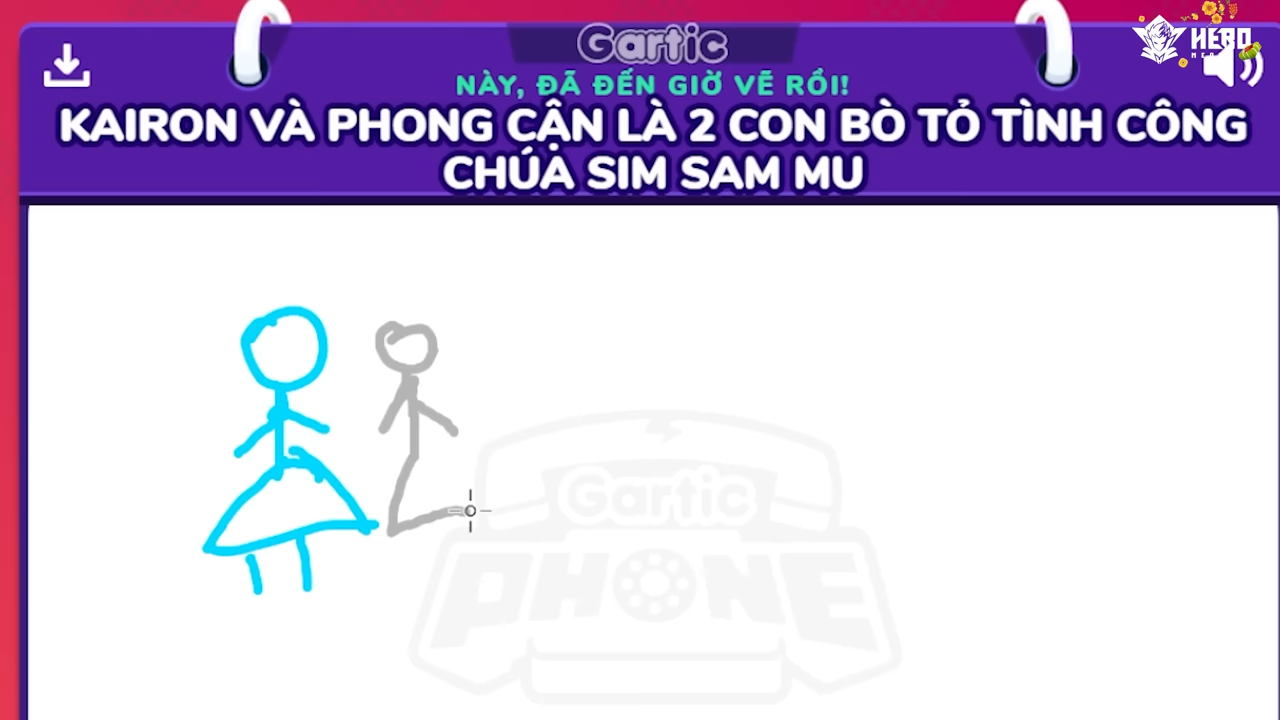 Gartic
NÀY, ĐÃ ĐẾN GIỜ VẼ RỒI!
KAIRON VÀ PHONG CẬN LÀ 2 CON BÒ TỎ TÌNH CÔNG
CHÚA SIM SAM MU
HERO
Gartic
PHONE